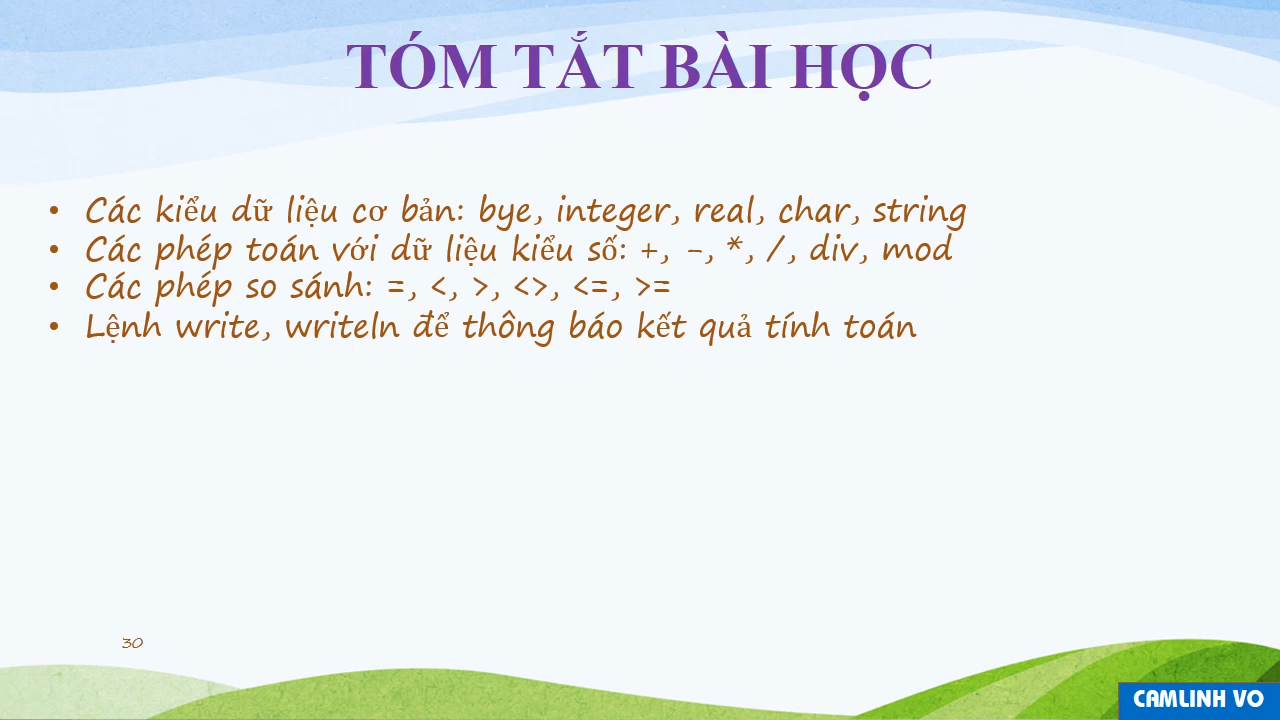 TÓM TẮT BÀI HỌC
• Các kiểu dữ liệu cơ bản: bye, integer, real, char, string
• Các phép toán với dữ liệu kiểu số: +, -, *, /, div, mod
• Các phép so sánh: =, <, >, <>, <=, >=
• Lệnh write, writeln để thông báo kết quả tính toán
30
CAMLINH VO